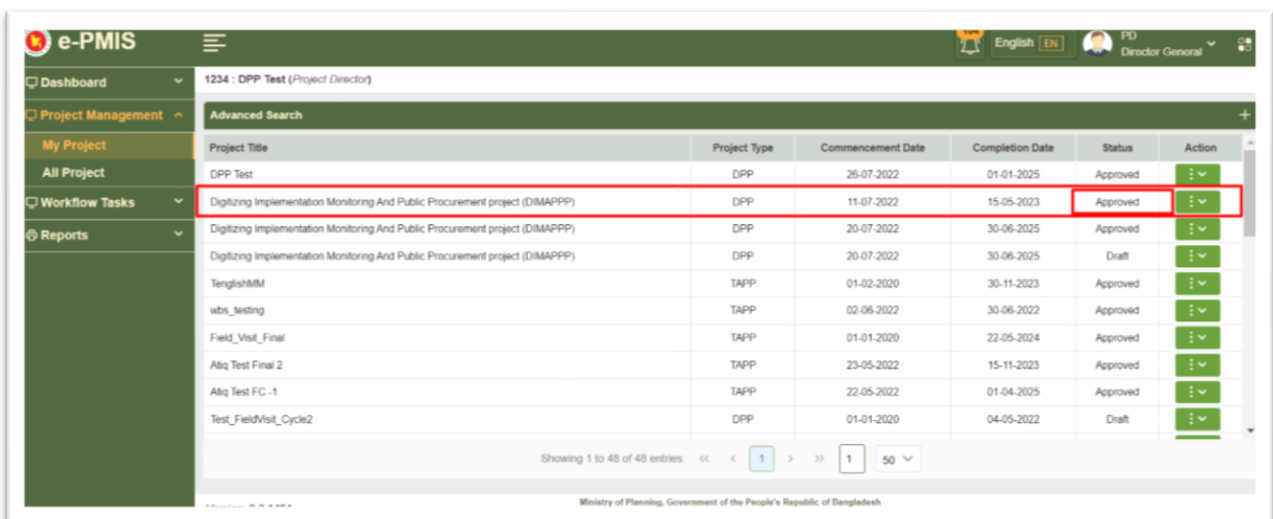 e-PMIS
English EN
PD
Director General
Dashboard
1234 : DPP Test (Project Director)
Project Management
Advanced Search
My Project
Project Title Project Type Commencement Date Completion Date Status Action
All Project
DPP Test DPP 26-07-2022 01-01-2025 Approved
Workflow Tasks
Digitizing Implementation Monitoring And Public Procurement project (DIMAPPP) DPP 11-07-2022 15-05-2023 Approved
Reports
Digitizing Implementation Monitoring And Public Procurement project (DIMAPPP) DPP 20-07-2022 30-06-2025 Approved
Digitizing Implementation Monitoring And Public Procurement project (DIMAPPP) DPP 20-07-2022 30-06-2025 Draft
TenglishMM TAPP 01-02-2020 30-11-2023 Approved
wbs_testing TAPP 02-06-2022 30-06-2022 Approved
Field_Visit_Final TAPP 01-01-2020 22-05-2024 Approved
Atiq Test Final 2 TAPP 23-05-2022 15-11-2023 Approved
Atiq Test FC -1 TAPP 22-05-2022 01-04-2025 Approved
Test_FieldVisit_Cycle2 DPP 01-01-2020 04-05-2022 Draft
Showing 1 to 48 of 48 entries << < 1 > >> 1 50
Ministry of Planning, Government of the People's Republic of Bangladesh